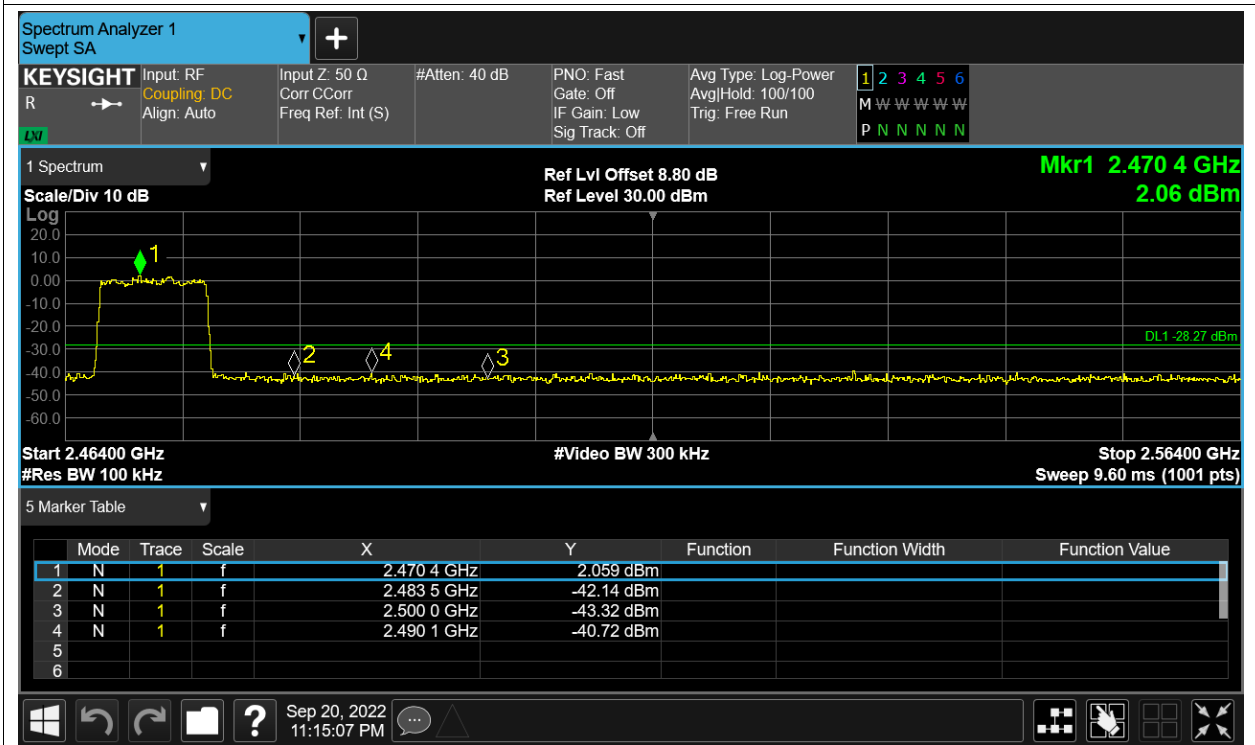 Spectrum Analyzer 1
Swept SA
KEYSIGHT Input: RF Input Z: 50 Ω #Atten: 40 dB PNO: Fast Avg Type: Log-Power 1 2 3 4 5 6
R Coupling: DC Corr CCorr Gate: Off Avg|Hold: 100/100 M W W W W W
Align: Auto Freq Ref: Int (S) IF Gain: Low Trig: Free Run
LXI Sig Track: Off P N N N N N
1 Spectrum Ref Lvl Offset 8.80 dB Mkr1 2.470 4 GHz
Scale/Div 10 dB Ref Level 30.00 dBm 2.06 dBm
Log
20.0
10.0 1
0.00
-10.0
-20.0
DL1 -28.27 dBm
-30.0 2 4 3
-40.0
-50.0
-60.0
Start 2.46400 GHz #Video BW 300 kHz Stop 2.56400 GHz
#Res BW 100 kHz Sweep 9.60 ms (1001 pts)
5 Marker Table
Mode Trace Scale X Y Function Function Width Function Value
1 N 1 f 2.470 4 GHz 2.059 dBm
2 N 1 f 2.483 5 GHz -42.14 dBm
3 N 1 f 2.500 0 GHz -43.32 dBm
4 N 1 f 2.490 1 GHz -40.72 dBm
5
6
? Sep 20, 2022
11:15:07 PM